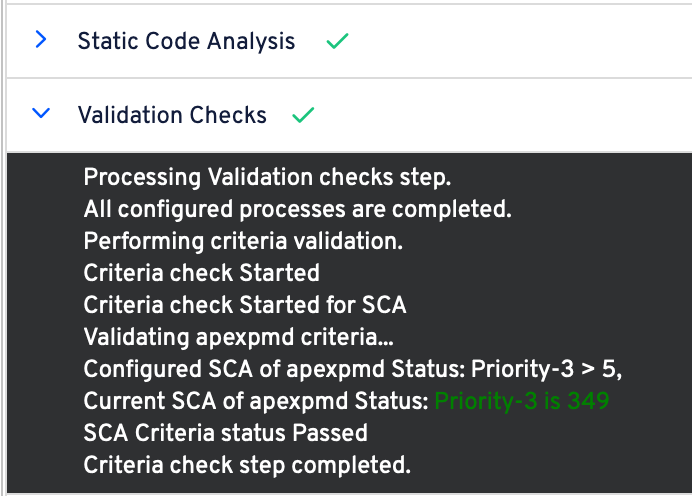 Static Code Analysis
Validation Checks
Processing Validation checks step.
All configured processes are completed.
Performing criteria validation.
Criteria check Started
Criteria check Started for SCA
Validating apexpmd criteria...
Configured SCA of apexpmd Status: Priority-3 > 5,
Current SCA of apexpmd Status: Priority-3 is 349
SCA Criteria status Passed
Criteria check step completed.